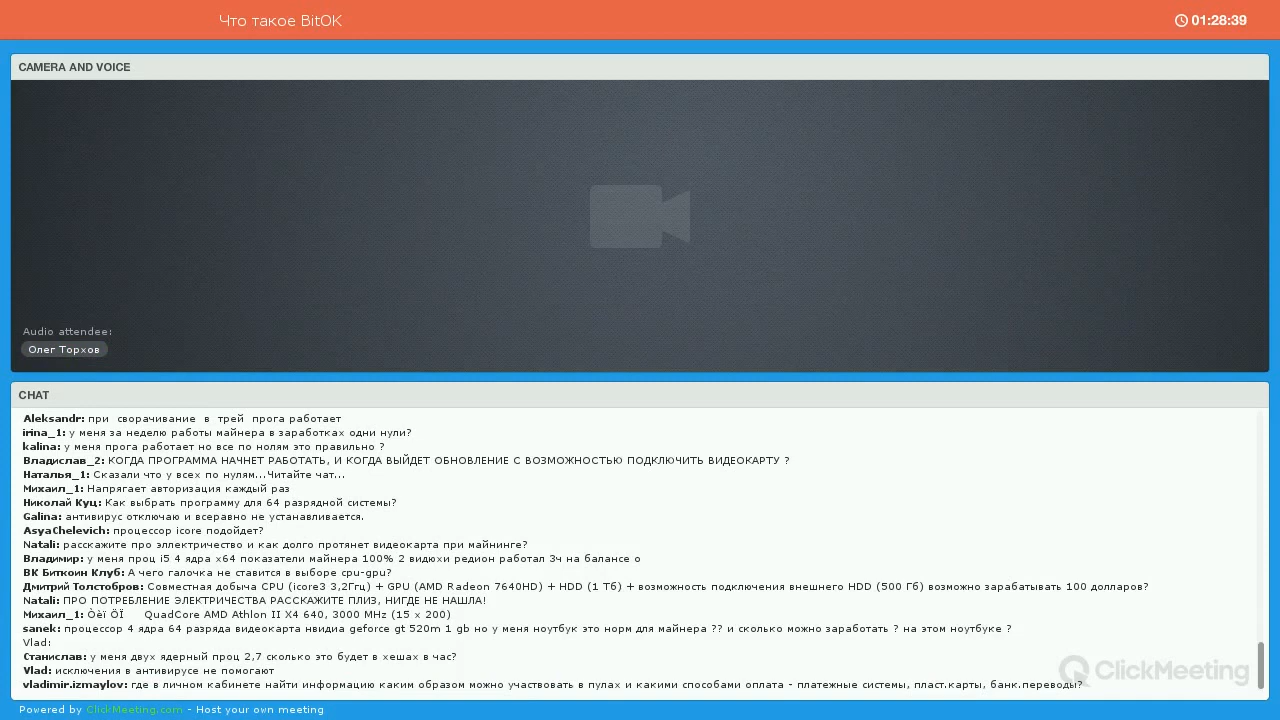 Что такое BitOK
01:28:39
CAMERA AND VOICE
Audio attendee:
Олег Торхов
CHAT
Aleksandr: при сворачивание в трей прога работает
irina_1: у меня за неделю работы майнера в заработках одни нули?
kalina: у меня прога работает но все по нолям это правильно ?
Владислав_2: КОГДА ПРОГРАММА НАЧНЕТ РАБОТАТЬ, И КОГДА ВЫЙДЕТ ОБНОВЛЕНИЕ С ВОЗМОЖНОСТЬЮ ПОДКЛЮЧИТЬ ВИДЕОКАРТУ ?
Наталья_1: Сказали что у всех по нулям...Читайте чат...
Михаил_1: Напрягает авторизация каждый раз
Николай Куц: Как выбрать программу для 64 разрядной системы?
Galina: антивирус отключаю и всеравно не устанавливается.
AsyaChelevich: процессор icore подойдет?
Natali: расскажите про эллектричество и как долго протянет видеокарта при майнинге?
Владимир: у меня проц i5 4 ядра x64 показатели майнера 100% 2 видюхи редион работал 3ч на балансе о
ВК Биткоин Клуб: А чего галочка не ставится в выборе cpu-gpu?
Дмитрий Толстобров: Совместная добыча CPU (icore3 3,2Ггц) + GPU (AMD Radeon 7640HD) + HDD (1 Тб) + возможность подключения внешнего HDD (500 Гб) возможно зарабатывать 100 долларов?
Natali: ПРО ПОТРЕБЛЕНИЕ ЭЛЕКТРИЧЕСТВА РАССКАЖИТЕ ПЛИЗ, НИГДЕ НЕ НАШЛА!
Михаил_1: Òèï ÖÏ QuadCore AMD Athlon II X4 640, 3000 MHz (15 x 200)
sanek: процессор 4 ядра 64 разряда видеокарта нвидиа geforce gt 520m 1 gb но у меня ноутбук это норм для майнера ?? и сколько можно заработать ? на этом ноутбуке ?
Vlad:
Станислав: у меня двух ядерный проц 2,7 сколько это будет в хешах в час?
Vlad: исключения в антивирусе не помогают
vladimir.izmaylov: где в личном кабинете найти информацию каким образом можно участвовать в пулах и какими способами оплата - платежные системы, пласт.карты, банк.переводы?
ClickMeeting
Powered by ClickMeeting.com - Host your own meeting